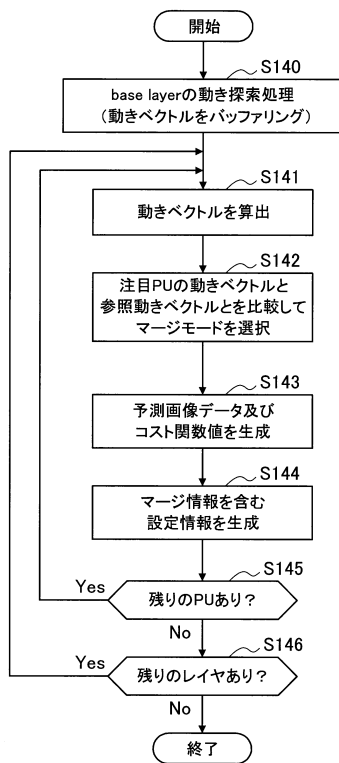 開始
S140
base layerの動き探索処理
(動きベクトルをバッファリング)
S141
動きベクトルを算出
S142
注目PUの動きベクトルと
参照動きベクトルとを比較して
マージモードを選択
S143
予測画像データ及び
コスト関数値を生成
S144
マージ情報を含む
設定情報を生成
S145
Yes
残りのPUあり?
No
S146
Yes
残りのレイヤあり?
No
終了